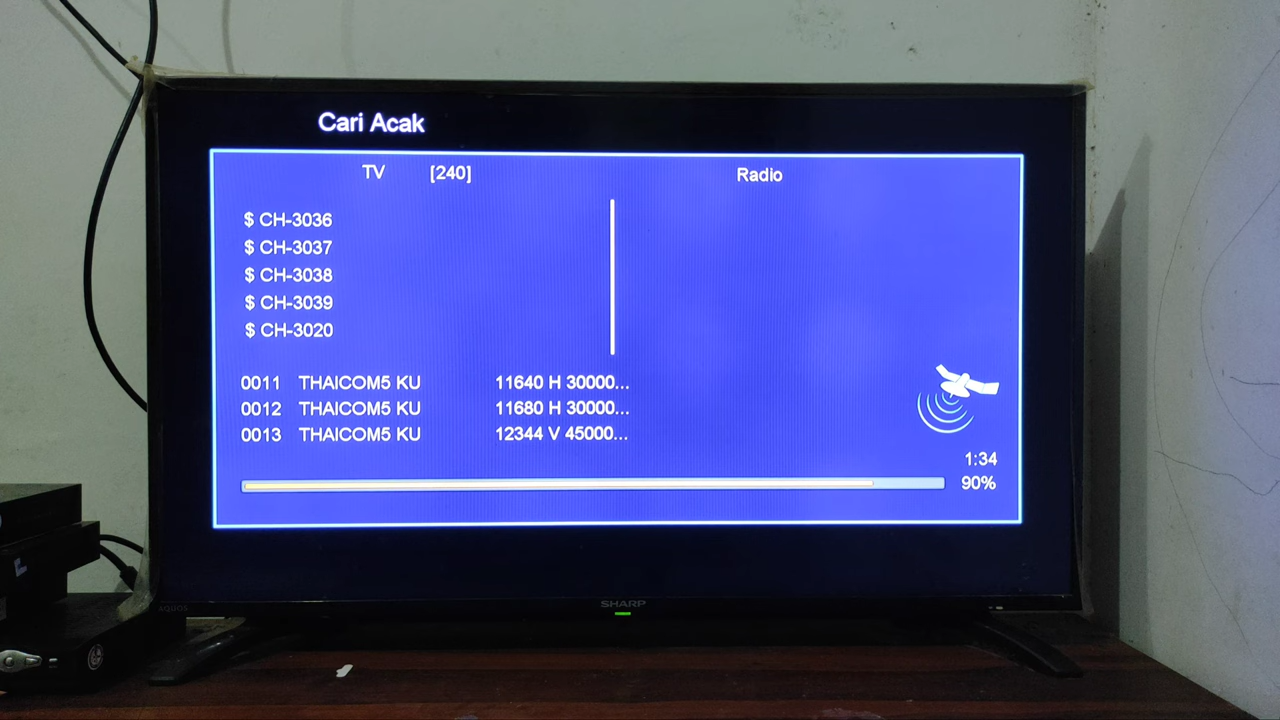 Cari Acak
TV [240] Radio
$ CH-3036
$ CH-3037
$ CH-3038
$ CH-3039
$ CH-3020
0011 THAICOM5 KU 11640 H 30000...
0012 THAICOM5 KU 11680 H 30000...
0013 THAICOM5 KU 12344 V 45000...
1:34
90%
AQUOS
SHARP